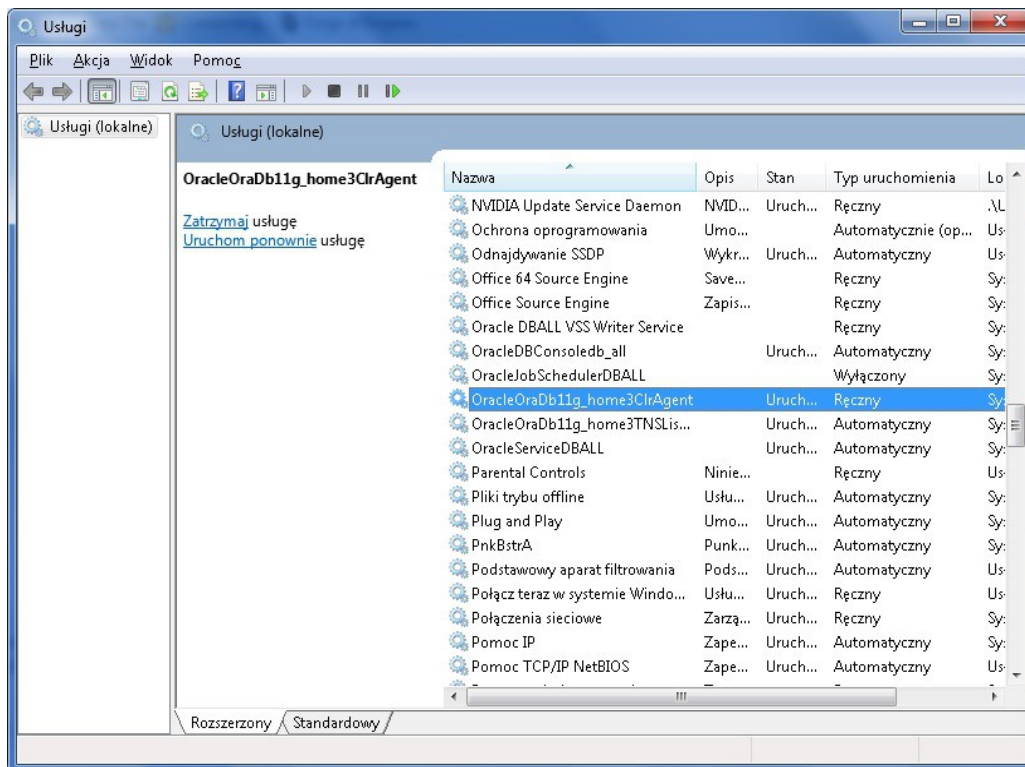 Usługi
Plik Akcja Widok Pomoc
Usługi (lokalne)
Usługi (lokalne)
OracleOraDb11g_home3ClrAgent
Zatrzymaj usługę
Uruchom ponownie usługę
Nazwa Opis Stan Typ uruchomienia Lo
NVIDIA Update Service Daemon NVID... Uruch... Ręczny .\L
Ochrona oprogramowania Umo... Automatycznie (op... Us
Odnajdywanie SSDP Wykr... Uruch... Automatyczny Us
Office 64 Source Engine Save... Ręczny Sy
Office Source Engine Zapis... Ręczny Sy
Oracle DBALL VSS Writer Service Ręczny Sy
OracleDBConsoledb_all Uruch... Automatyczny Sy
OracleJobSchedulerDBALL Wyłączony Sy
OracleOraDb11g_home3ClrAgent Uruch... Ręczny Sy
OracleOraDb11g_home3TNSLis... Uruch... Automatyczny Sy
OracleServiceDBALL Uruch... Automatyczny Sy
Parental Controls Ninie... Ręczny Us
Pliki trybu offline Usłu... Uruch... Automatyczny Sy
Plug and Play Umo... Uruch... Automatyczny Sy
PnkBstrA Punk... Uruch... Automatyczny Sy
Podstawowy aparat filtrowania Pods... Uruch... Automatyczny Us
Połącz teraz w systemie Windo... Usłu... Uruch... Ręczny Us
Połączenia sieciowe Zarzą... Uruch... Ręczny Sy
Pomoc IP Zape... Uruch... Automatyczny Sy
Pomoc TCP/IP NetBIOS Zape... Uruch... Automatyczny Us
Rozszerzony Standardowy